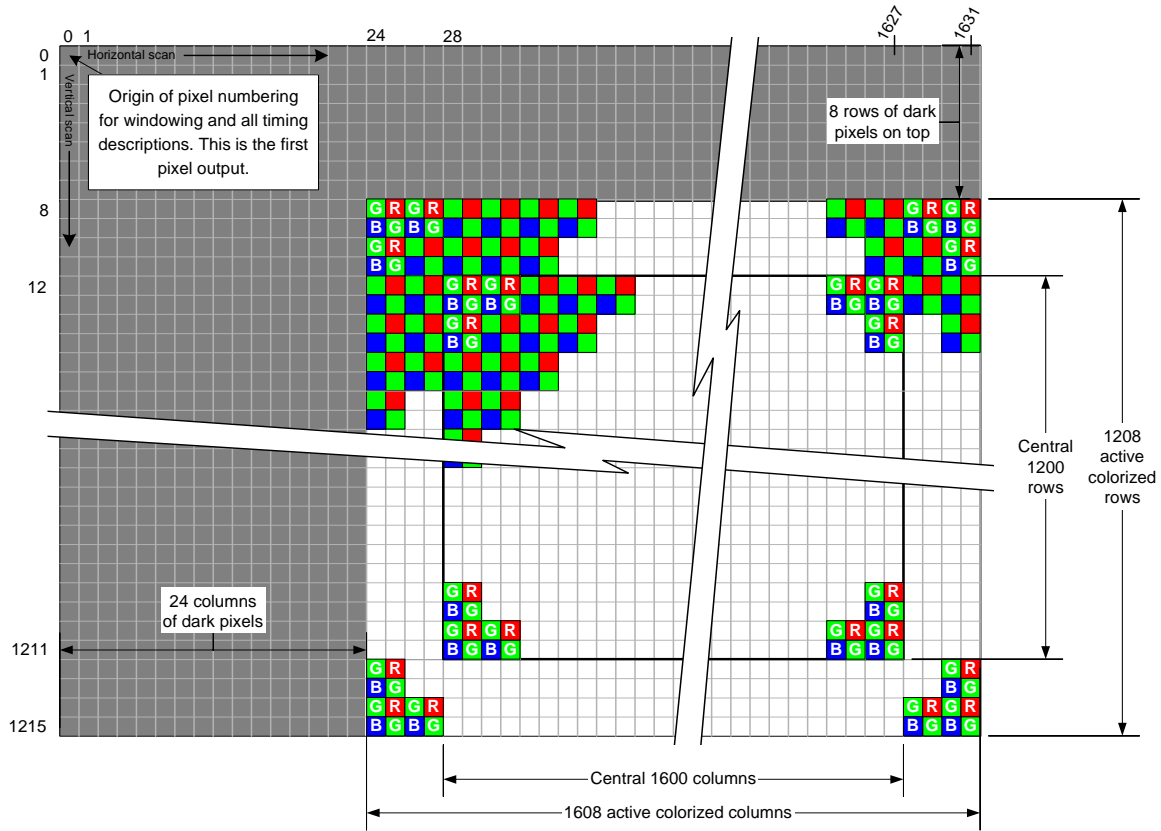 0 1 24 28 1627 1631
0 Horizontal scan
1
Vertical scan
Origin of pixel numbering
for windowing and all timing
descriptions. This is the first
pixel output.
8 rows of dark
pixels on top
8 G R G R G R G R
B G B G B G B G
G R G R
B G B G
12 G R G R G R G R
B G B G B G B G
G R G R
B G B G
Central
1200
rows
1208
active
colorized
rows
G R G R
B G B G
G R G R G R G R
1211 B G B G B G B G
24 columns
of dark pixels
G R G R
B G B G
G R G R G R G R
1215 B G B G B G B G
Central 1600 columns
1608 active colorized columns